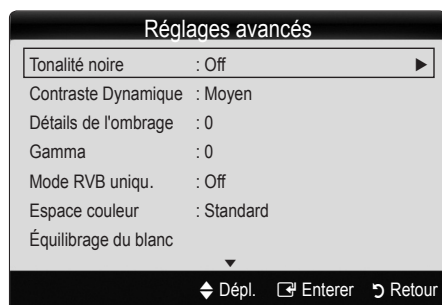 Réglages avancés
Tonalité noire : Off
Contraste Dynamique : Moyen
Détails de l'ombrage : 0
Gamma : 0
Mode RVB uniqu. : Off
Espace couleur : Standard
Équilibrage du blanc
Dépl. Enterer Retour